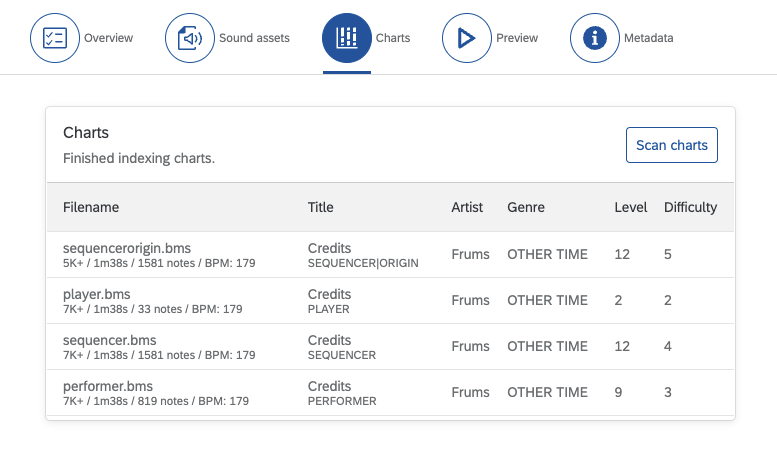 Overview Sound assets Charts Preview Metadata
Charts
Finished indexing charts.
Scan charts
Filename Title Artist Genre Level Difficulty
sequencerorigin.bms Credits Frums OTHER TIME 12 5
5K+ / 1m38s / 1581 notes / BPM: 179 SEQUENCER|ORIGIN
player.bms Credits Frums OTHER TIME 2 2
7K+ / 1m38s / 33 notes / BPM: 179 PLAYER
sequencer.bms Credits Frums OTHER TIME 12 4
7K+ / 1m38s / 1581 notes / BPM: 179 SEQUENCER
performer.bms Credits Frums OTHER TIME 9 3
7K+ / 1m38s / 819 notes / BPM: 179 PERFORMER